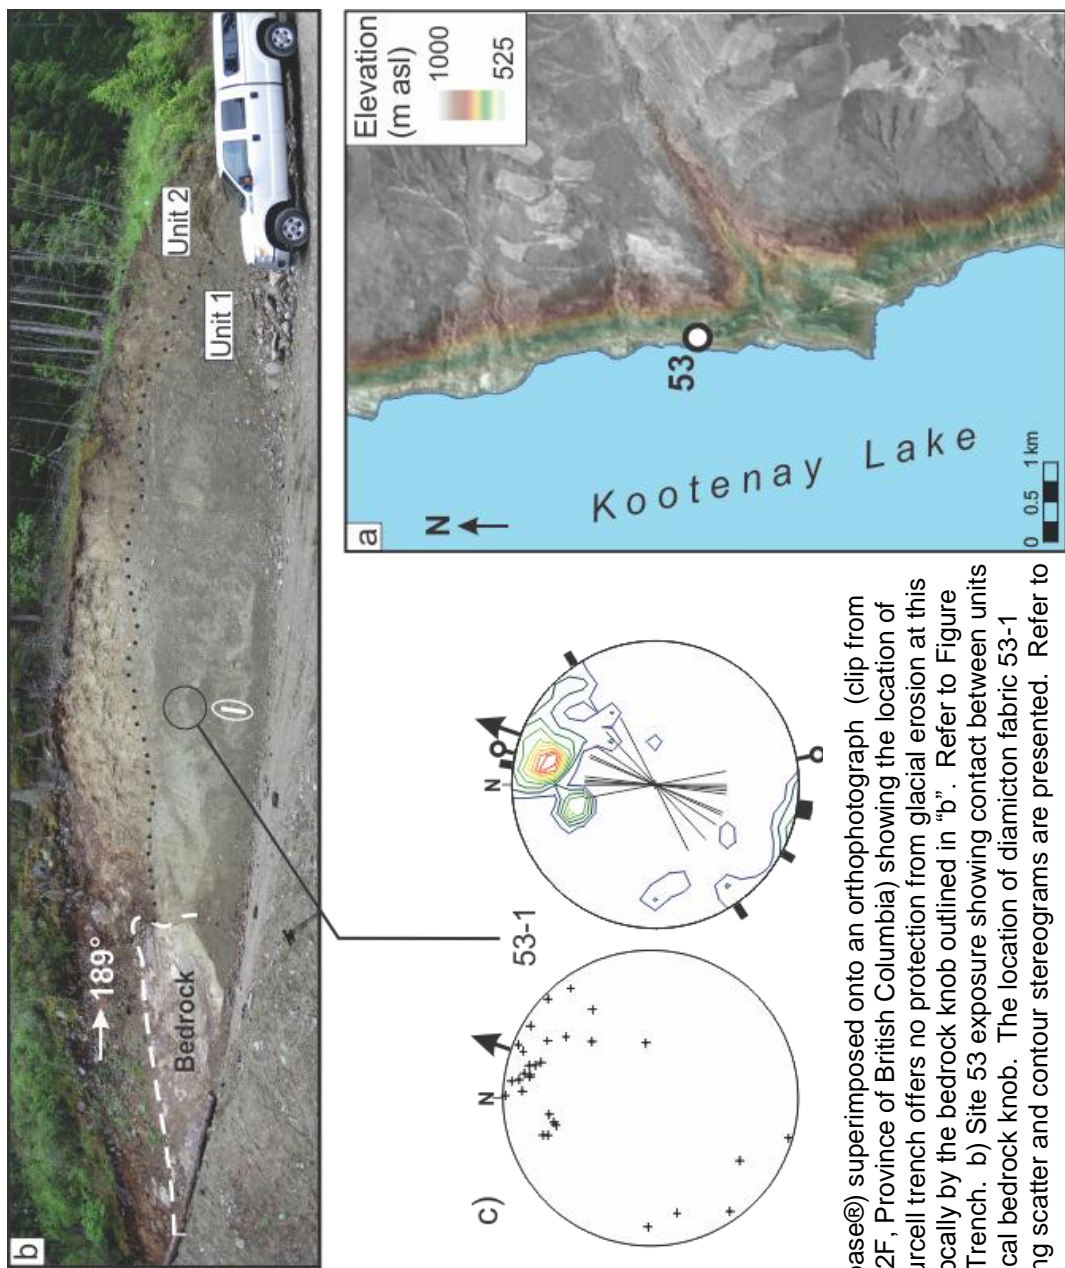 b
→ 189°
Bedrock
Unit 1
Unit 2
a
N
53
Kootenay Lake
0 0.5 1 km
Elevation
(m asl)
1000
525
c)
53-1
N
N
base®) superimposed onto an orthophotograph (clip from
2F, Province of British Columbia) showing the location of
urcell trench offers no protection from glacial erosion at this
ocally by the bedrock knob outlined in “b”. Refer to Figure
Trench. b) Site 53 exposure showing contact between units
cal bedrock knob. The location of diamicton fabric 53-1
ng scatter and contour stereograms are presented. Refer to